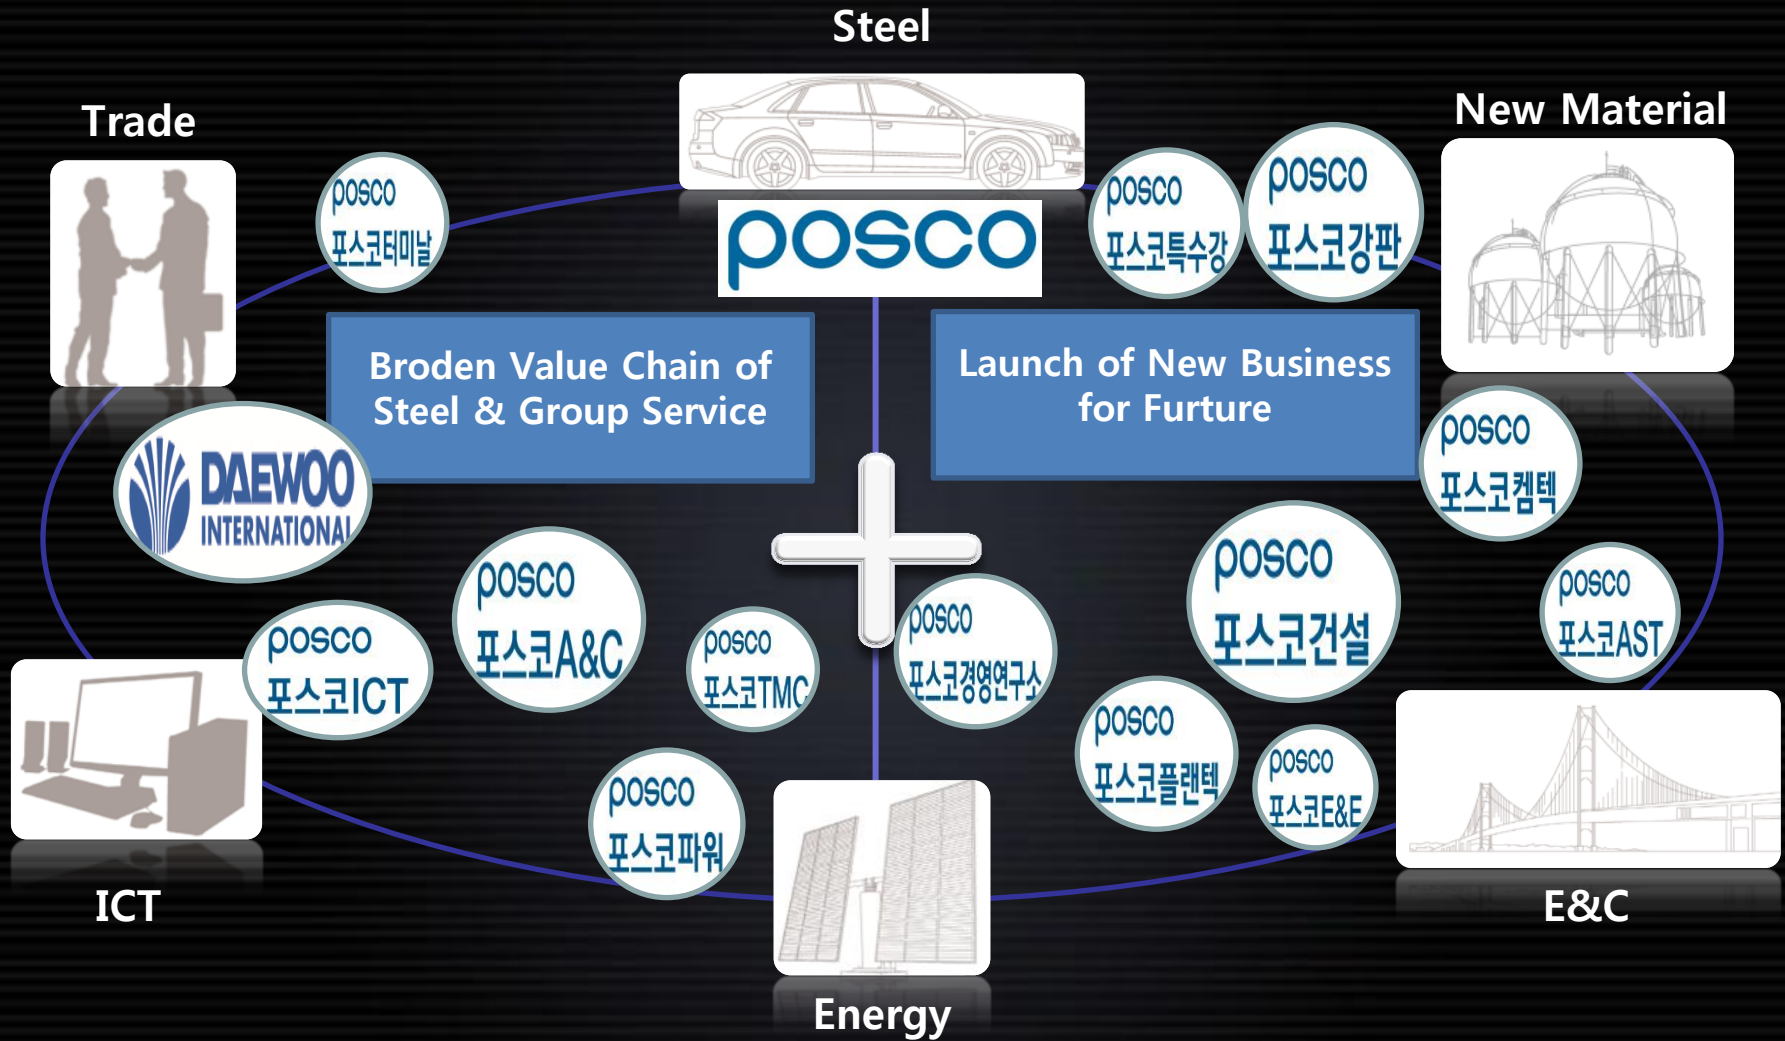 Steel
Trade
New Material
posco
포스코터미날
posco
posco
포스코특수강
posco
포스코강판
Broden Value Chain of
Steel & Group Service
Launch of New Business
for Furture
DAEWOO
INTERNATIONAL
posco
포스코켐텍
posco
포스코A&C
posco
포스코건설
posco
포스코AST
posco
포스코ICT
posco
포스코TMC
posco
포스코경영연구소
posco
포스코플랜텍
posco
포스코E&E
posco
포스코파워
ICT
E&C
Energy